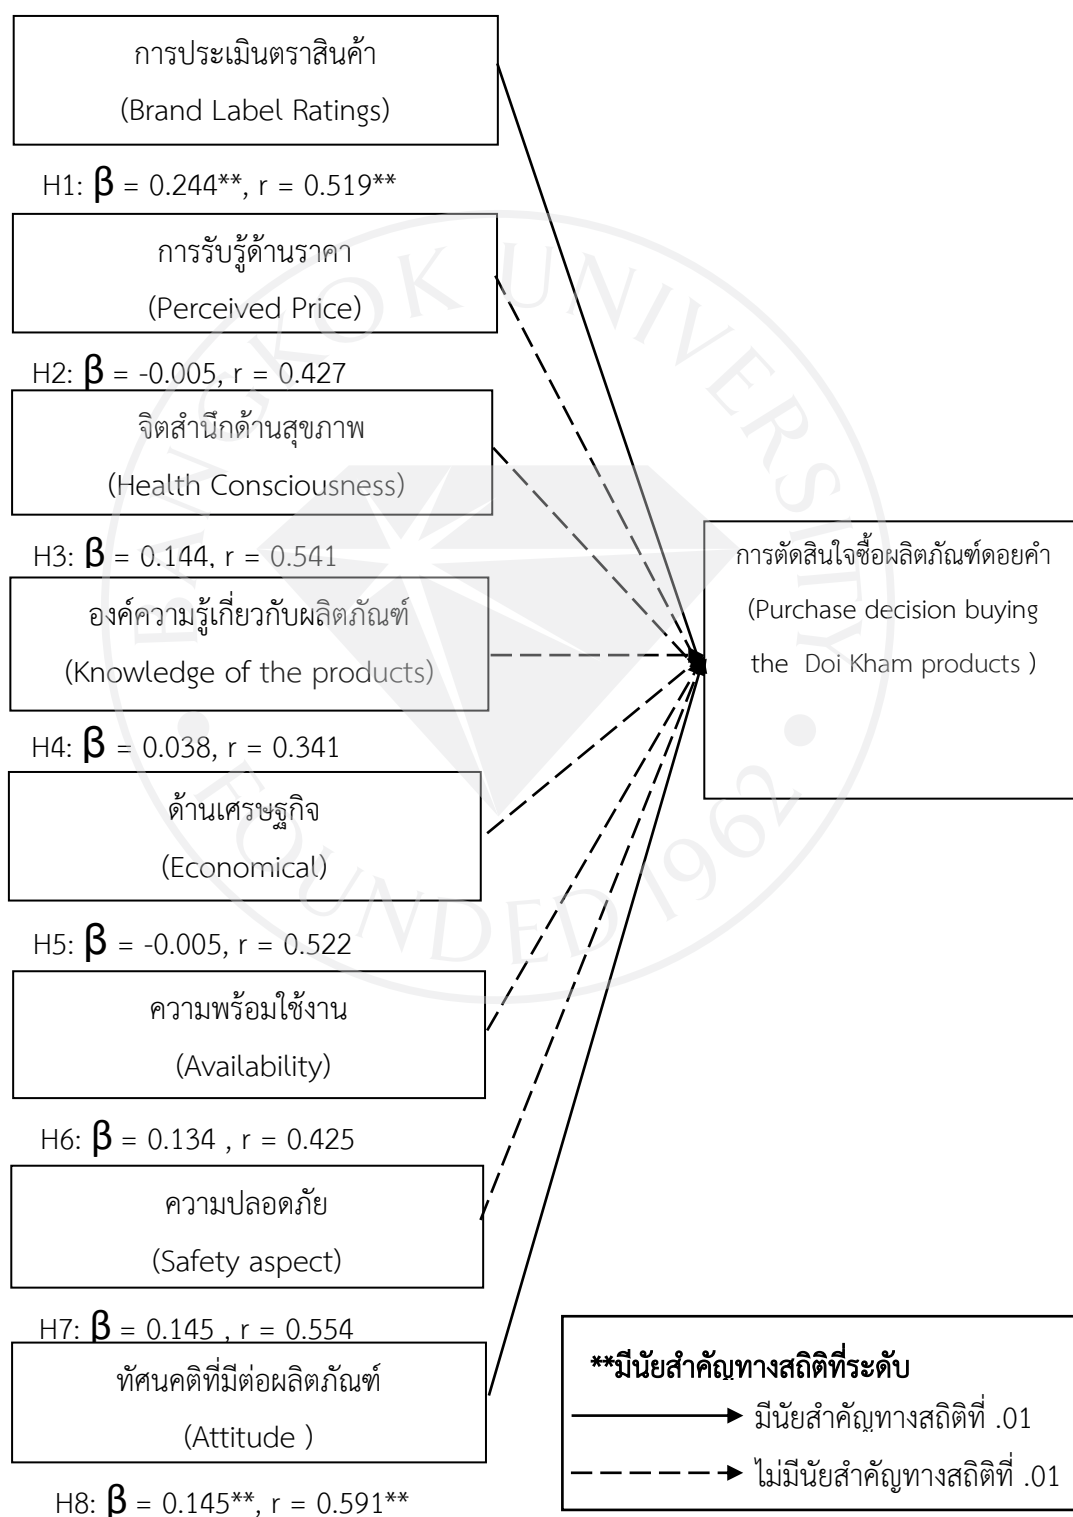 การประเมินตราสินค้า
(Brand Label Ratings)
H1: β = 0.244**, r = 0.519**
การรับรู้ด้านราคา
(Perceived Price)
H2: β = -0.005, r = 0.427
จิตสำนึกด้านสุขภาพ
(Health Consciousness)
H3: β = 0.144, r = 0.541
องค์ความรู้เกี่ยวกับผลิตภัณฑ์
(Knowledge of the products)
H4: β = 0.038, r = 0.341
ด้านเศรษฐกิจ
(Economical)
H5: β = -0.005, r = 0.522
ความพร้อมใช้งาน
(Availability)
H6: β = 0.134 , r = 0.425
ความปลอดภัย
(Safety aspect)
H7: β = 0.145 , r = 0.554
ทัศนคติที่มีต่อผลิตภัณฑ์
(Attitude )
H8: β = 0.145**, r = 0.591**
การตัดสินใจซื้อผลิตภัณฑ์ดอยคำ
(Purchase decision buying
the Doi Kham products )
**มีนัยสำคัญทางสถิติที่ระดับ
มีนัยสำคัญทางสถิติที่ .01
ไม่มีนัยสำคัญทางสถิติที่ .01
BANGKOK UNIVERSITY
FOUNDED 1962